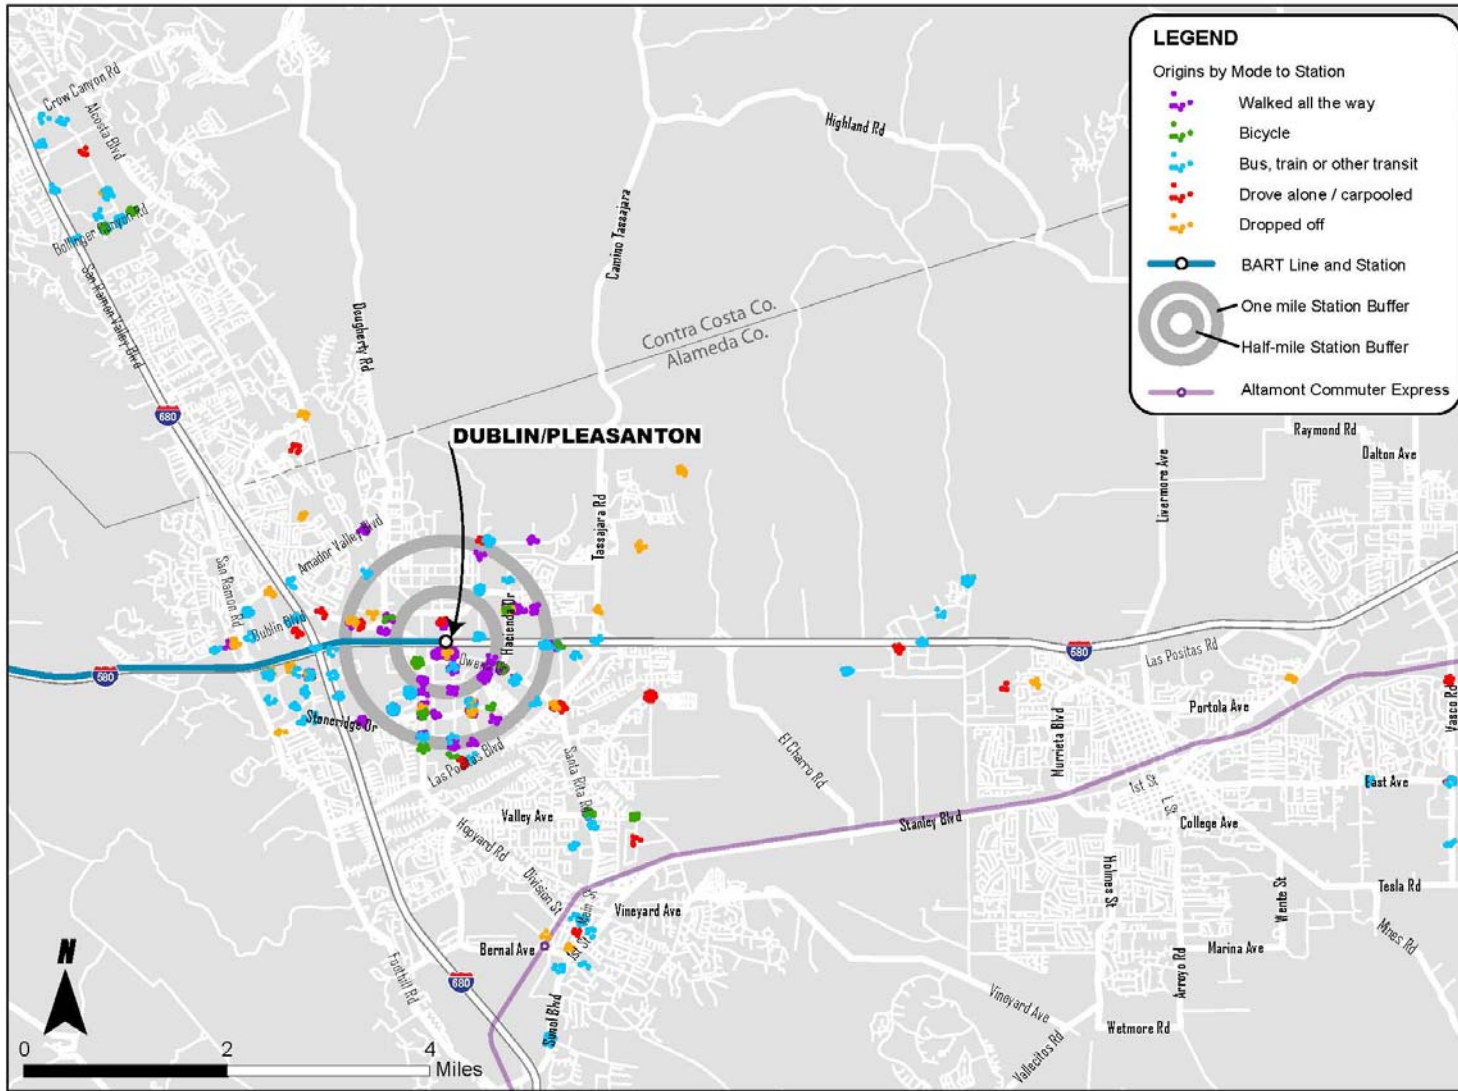 LEGEND
Origins by Mode to Station
Walked all the way
Bicycle
Bus, train or other transit
Drove alone / carpooled
Dropped off
BART Line and Station
One mile Station Buffer
Half-mile Station Buffer
Altamont Commuter Express
Crow Canyon Rd
Alcosta Blvd
Highland Rd
Camino Tassajara
Bollinger Canyon Rd
San Ramon Valley Blvd
Dougherty Rd
Contra Costa Co.
Alameda Co.
680
DUBLIN/PLEASANTON
Raymond Rd
Dalton Ave
Livermore Ave
Tassajara Rd
Amador Valley Blvd
San Ramon Rd
Dublin Blvd
Hacienda Dr
Owens Dr
580
580
Las Positas Rd
Portola Ave
Vasco Rd
Stoneridge Dr
Las Positas Blvd
Santa Rita Rd
El Charro Rd
Murrieta Blvd
1st St
L St
East Ave
Valley Ave
Hopyard Rd
Stanley Blvd
College Ave
Division St
Main St
Holmes St
Wente St
Tesla Rd
Vineyard Ave
Bernal Ave
1st St
Marina Ave
Mines Rd
Foothill Rd
680
Sunol Blvd
Arroyo Rd
Vineyard Ave
Wetmore Rd
Vallecitos Rd
N
0 2 4
Miles